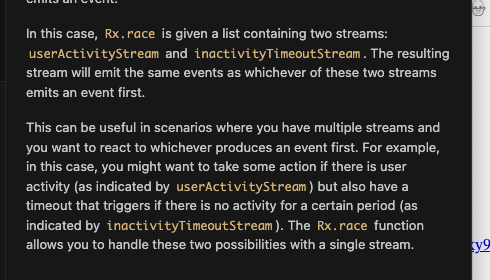 emits an event.
In this case, Rx.race is given a list containing two streams:
userActivityStream and inactivityTimeoutStream. The resulting
stream will emit the same events as whichever of these two streams
emits an event first.
This can be useful in scenarios where you have multiple streams and
you want to react to whichever produces an event first. For example,
in this case, you might want to take some action if there is user
activity (as indicated by userActivityStream) but also have a
timeout that triggers if there is no activity for a certain period (as
indicated by inactivityTimeoutStream). The Rx.race function
allows you to handle these two possibilities with a single stream.